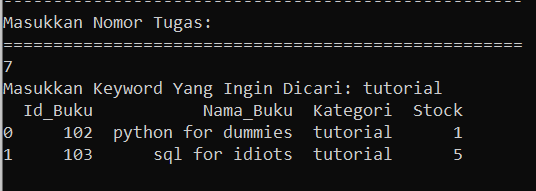 Masukkan Nomor Tugas:
====================================================
7
Masukkan Keyword Yang Ingin Dicari: tutorial
  Id_Buku            Nama_Buku  Kategori  Stock
0     102   python for dummies  tutorial      1
1     103       sql for idiots  tutorial      5